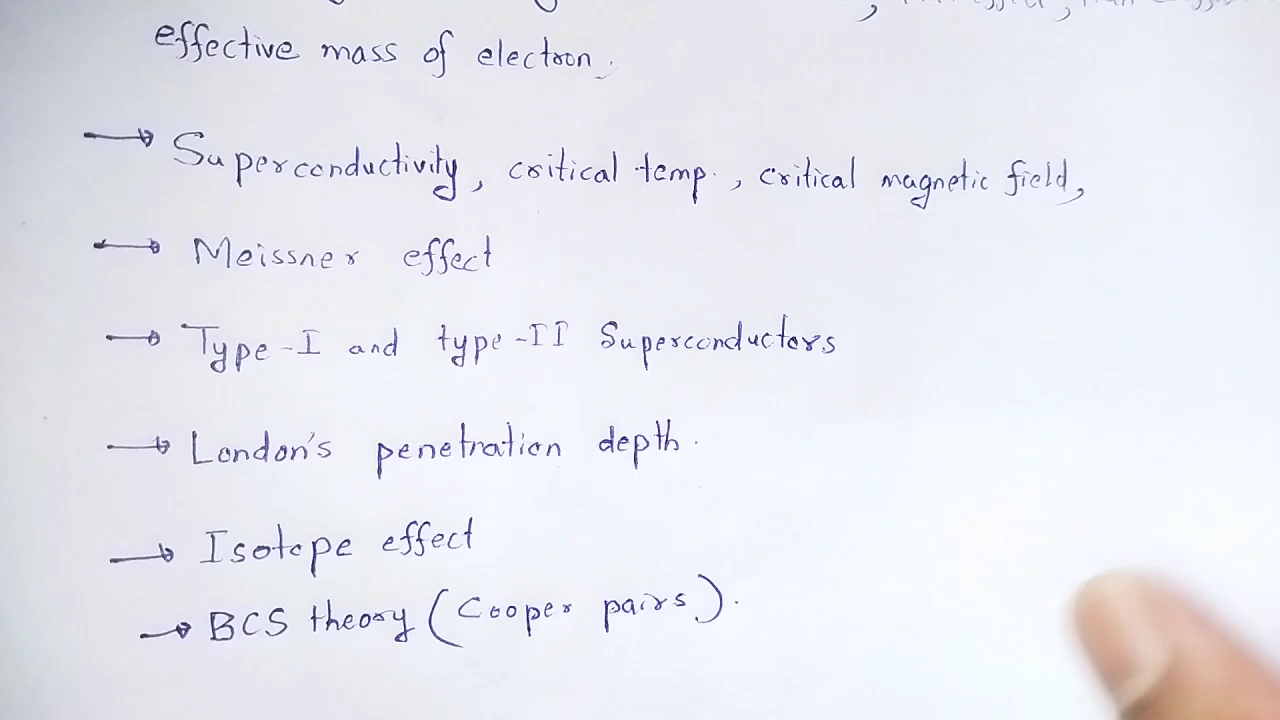 effective mass of electron.
→ Superconductivity, critical temp., critical magnetic field,
→ Meissner effect
→ Type-I and type-II Superconductors
→ London's penetration depth.
→ Isotope effect
→ BCS theory (Cooper pairs).